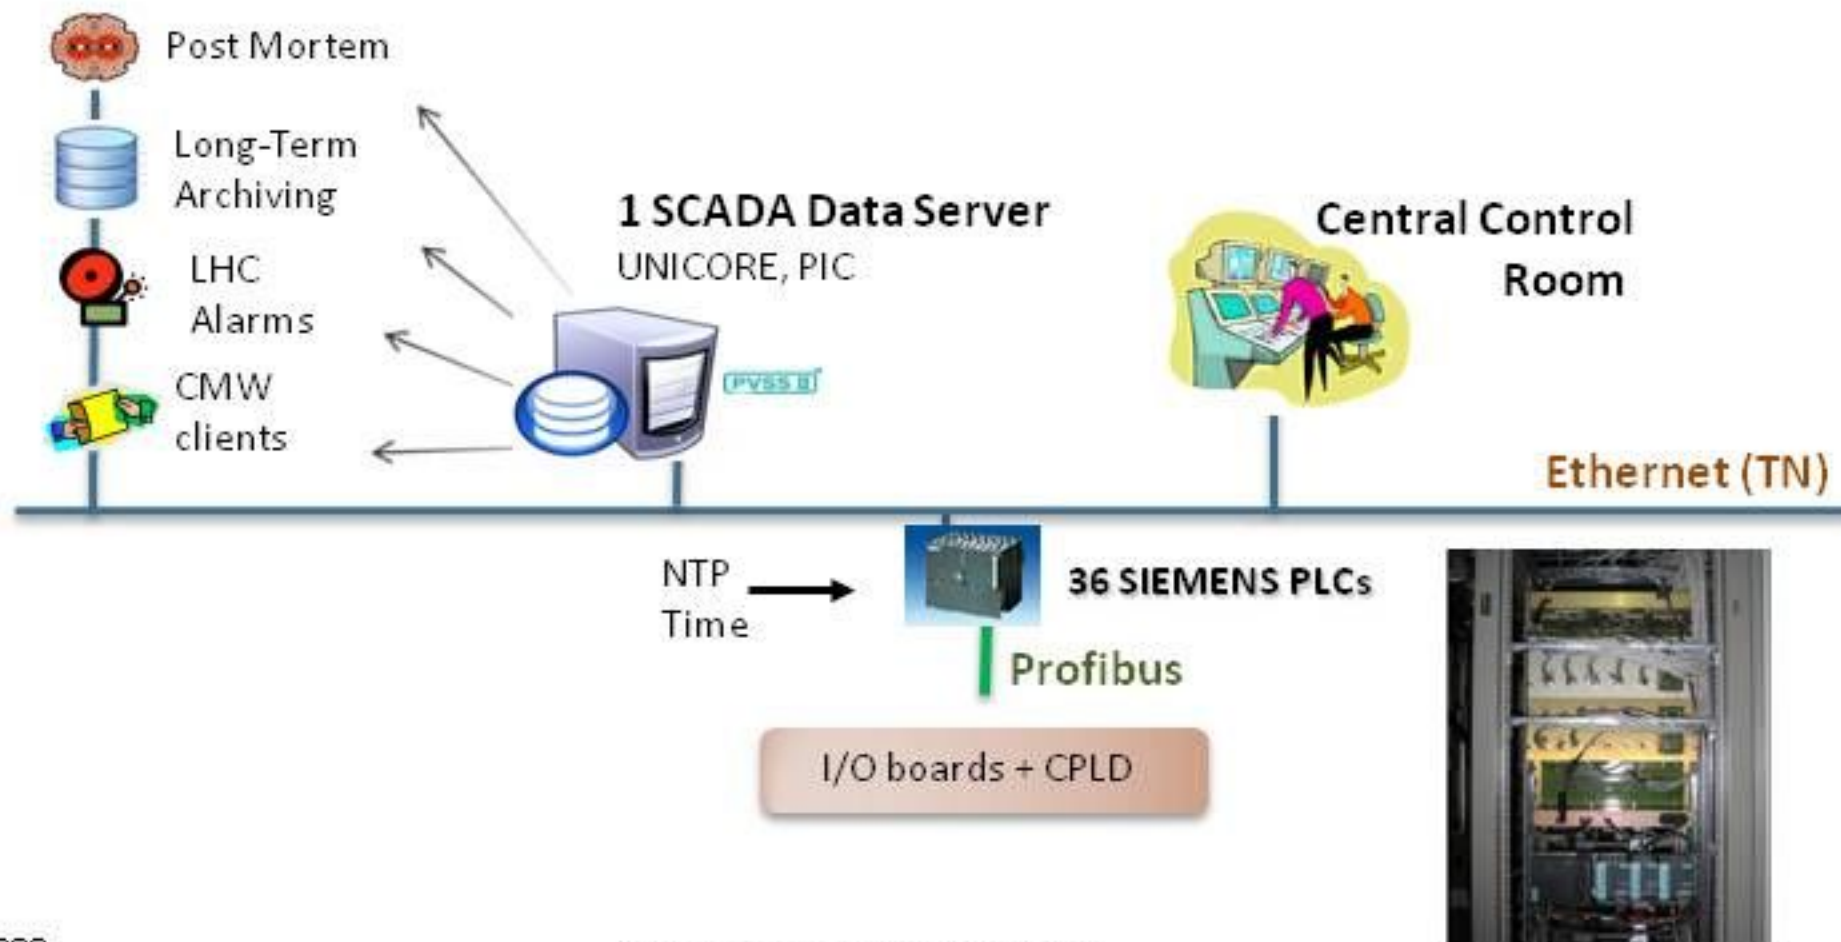 Post Mortem
Long-Term
Archiving
LHC
Alarms
CMW
clients
1 SCADA Data Server
UNICORE, PIC
PVSS II
Central Control
Room
Ethernet (TN)
NTP
Time
36 SIEMENS PLCs
Profibus
I/O boards + CPLD